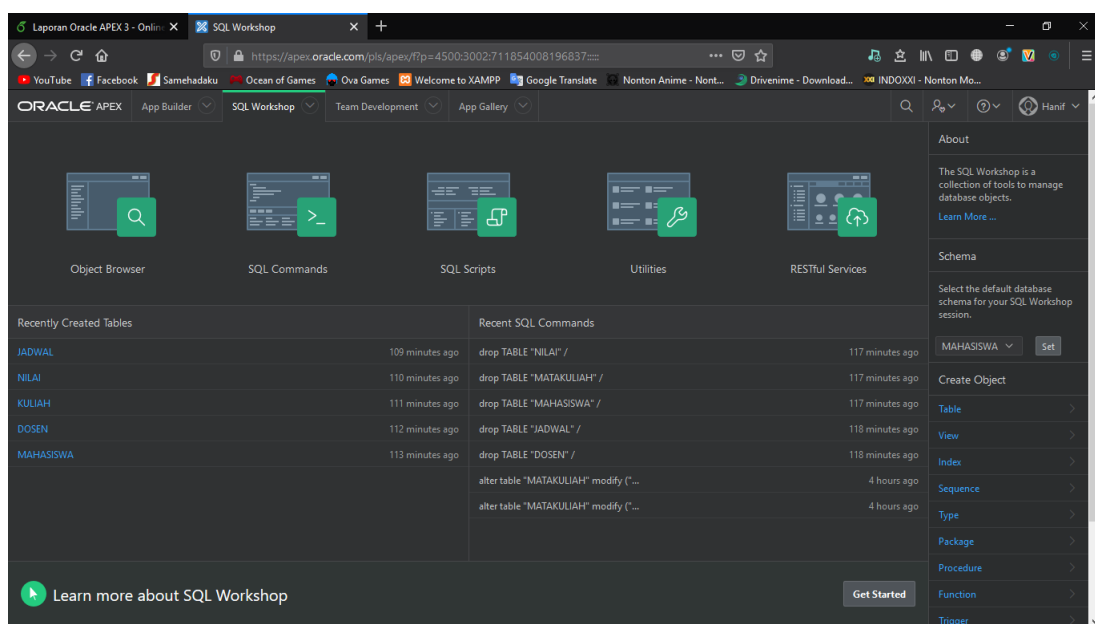 Laporan Oracle APEX 3 - Onlin
SQL Workshop
https://apex.oracle.com/pls/apex/f?p=4500:3002:711854008196837:::::
YouTube
Facebook
Samehadaku
Ocean of Games
Ova Games
Welcome to XAMPP
Google Translate
Nonton Anime - Nont...
Drivenime - Download...
INDOXXI - Nonton Mo...
ORACLE APEX
App Builder
SQL Workshop
Team Development
App Gallery
Hanif
Object Browser
SQL Commands
SQL Scripts
Utilities
RESTful Services
Recently Created Tables
JADWAL 109 minutes ago
NILAI 110 minutes ago
KULIAH 111 minutes ago
DOSEN 112 minutes ago
MAHASISWA 113 minutes ago
Recent SQL Commands
drop TABLE "NILAI" / 117 minutes ago
drop TABLE "MATAKULIAH" / 117 minutes ago
drop TABLE "MAHASISWA" / 117 minutes ago
drop TABLE "JADWAL" / 118 minutes ago
drop TABLE "DOSEN" / 118 minutes ago
alter table "MATAKULIAH" modify ("... 4 hours ago
alter table "MATAKULIAH" modify ("... 4 hours ago
Learn more about SQL Workshop
Get Started
About
The SQL Workshop is a
collection of tools to manage
database objects.
Learn More ...
Schema
Select the default database
schema for your SQL Workshop
session.
MAHASISWA
Set
Create Object
Table
View
Index
Sequence
Type
Package
Procedure
Function
Trigger